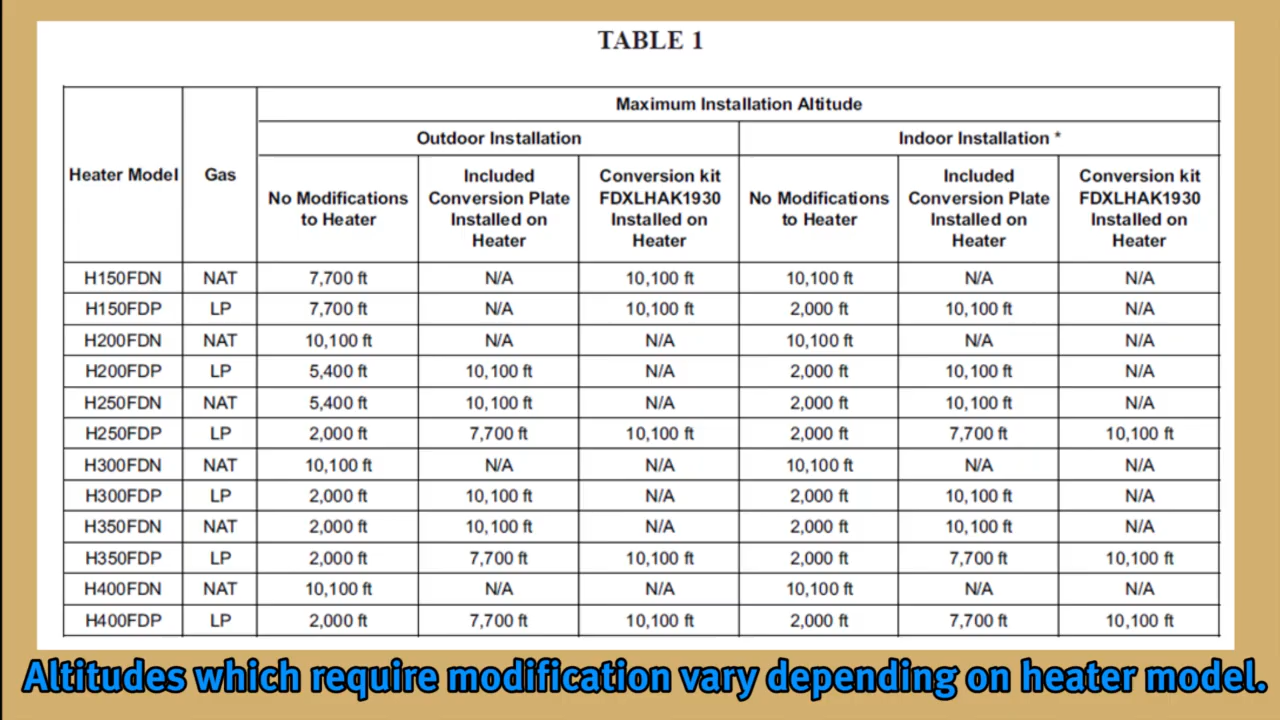 TABLE 1
Maximum Installation Altitude
Outdoor Installation Indoor Installation *
Heater Model Gas No Modifications to Heater Included Conversion Plate Installed on Heater Conversion kit FDXLHAK1930 Installed on Heater No Modifications to Heater Included Conversion Plate Installed on Heater Conversion kit FDXLHAK1930 Installed on Heater
H150FDN NAT 7,700 ft N/A 10,100 ft 10,100 ft N/A N/A
H150FDP LP 7,700 ft N/A 10,100 ft 2,000 ft 10,100 ft N/A
H200FDN NAT 10,100 ft N/A N/A 10,100 ft N/A N/A
H200FDP LP 5,400 ft 10,100 ft N/A 2,000 ft 10,100 ft N/A
H250FDN NAT 5,400 ft 10,100 ft N/A 2,000 ft 10,100 ft N/A
H250FDP LP 2,000 ft 7,700 ft 10,100 ft 2,000 ft 7,700 ft 10,100 ft
H300FDN NAT 10,100 ft N/A N/A 10,100 ft N/A N/A
H300FDP LP 2,000 ft 10,100 ft N/A 2,000 ft 10,100 ft N/A
H350FDN NAT 2,000 ft 10,100 ft N/A 2,000 ft 10,100 ft N/A
H350FDP LP 2,000 ft 7,700 ft 10,100 ft 2,000 ft 7,700 ft 10,100 ft
H400FDN NAT 10,100 ft N/A N/A 10,100 ft N/A N/A
H400FDP LP 2,000 ft 7,700 ft 10,100 ft 2,000 ft 7,700 ft 10,100 ft
Altitudes which require modification vary depending on heater model.